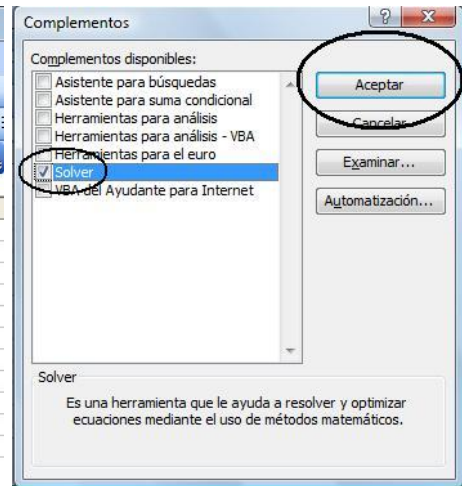 Complementos
Complementos disponibles:
Asistente para búsquedas
Asistente para suma condicional
Herramientas para análisis
Herramientas para análisis - VBA
Herramientas para el euro
Solver
VBA del Ayudante para Internet
Aceptar
Cancelar
Examinar...
Automatización...
Solver
Es una herramienta que le ayuda a resolver y optimizar
ecuaciones mediante el uso de métodos matemáticos.